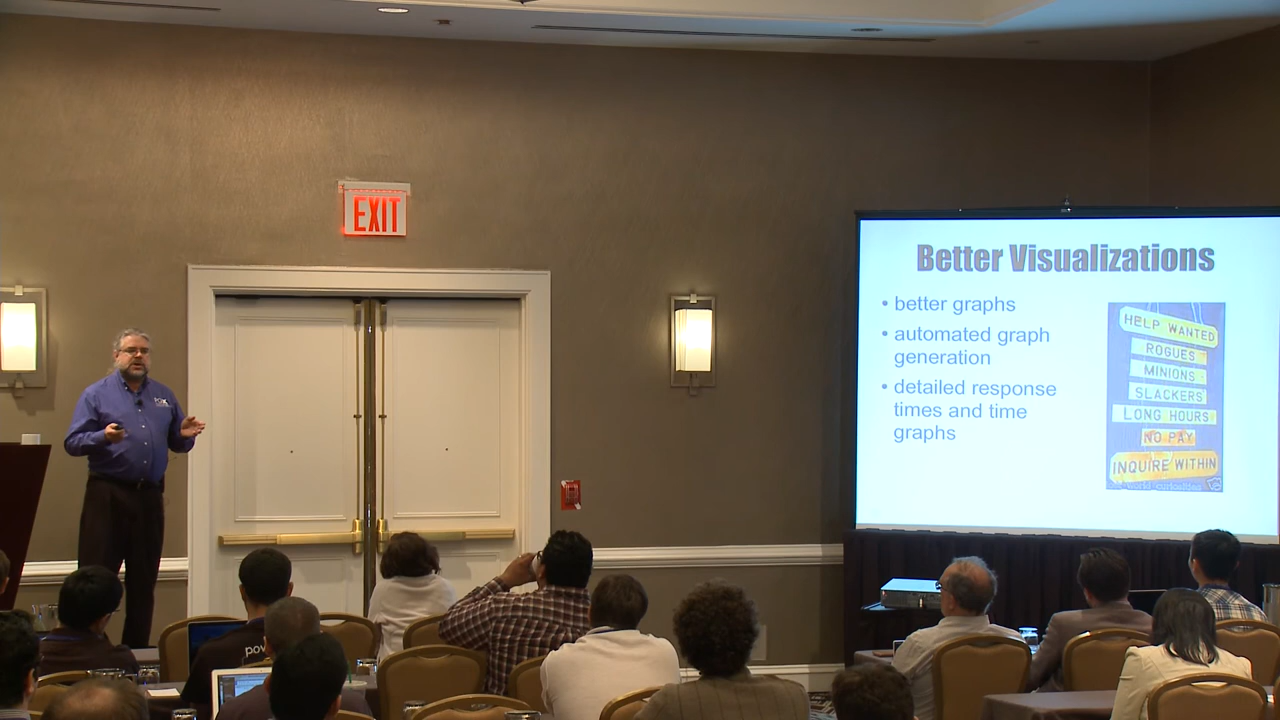 EXIT
Better Visualizations
• better graphs
• automated graph
generation
• detailed response
times and time
graphs
HELP WANTED
ROGUES
MINIONS
SLACKERS
LONG HOURS
NO PAY
INQUIRE WITHIN